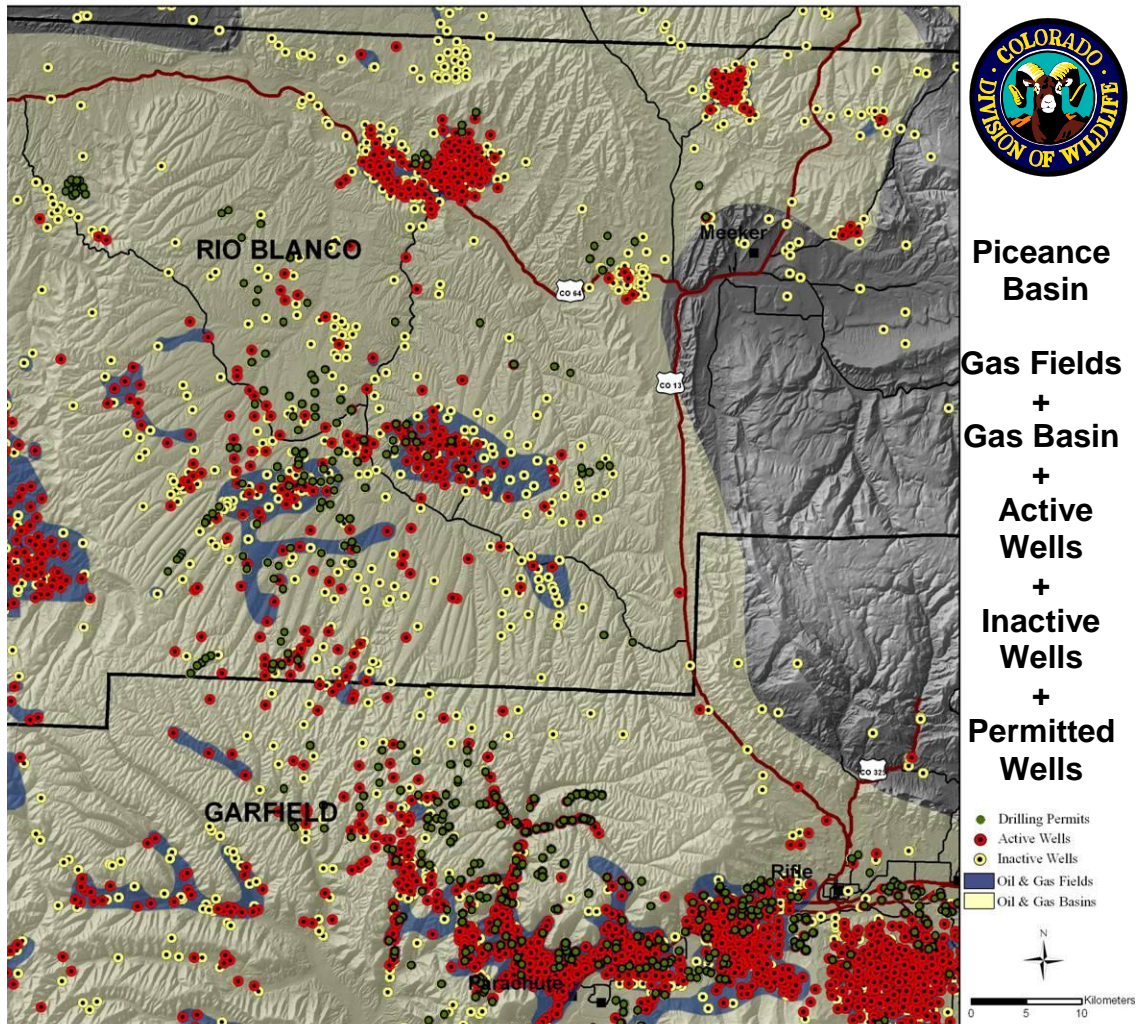 COLORADO
DIVISION OF WILDLIFE
Piceance
Basin
Gas Fields
+
Gas Basin
+
Active
Wells
+
Inactive
Wells
+
Permitted
Wells
RIO BLANCO
Meeker
CO 64
CO 13
GARFIELD
CO 325
Rifle
Parachute
Drilling Permits
Active Wells
Inactive Wells
Oil & Gas Fields
Oil & Gas Basins
N
Kilometers
0 5 10